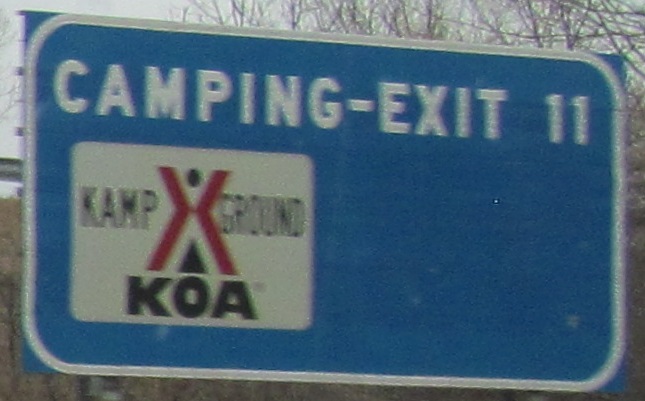 CAMPING-EXIT 11
KAMP GROUND
KOA